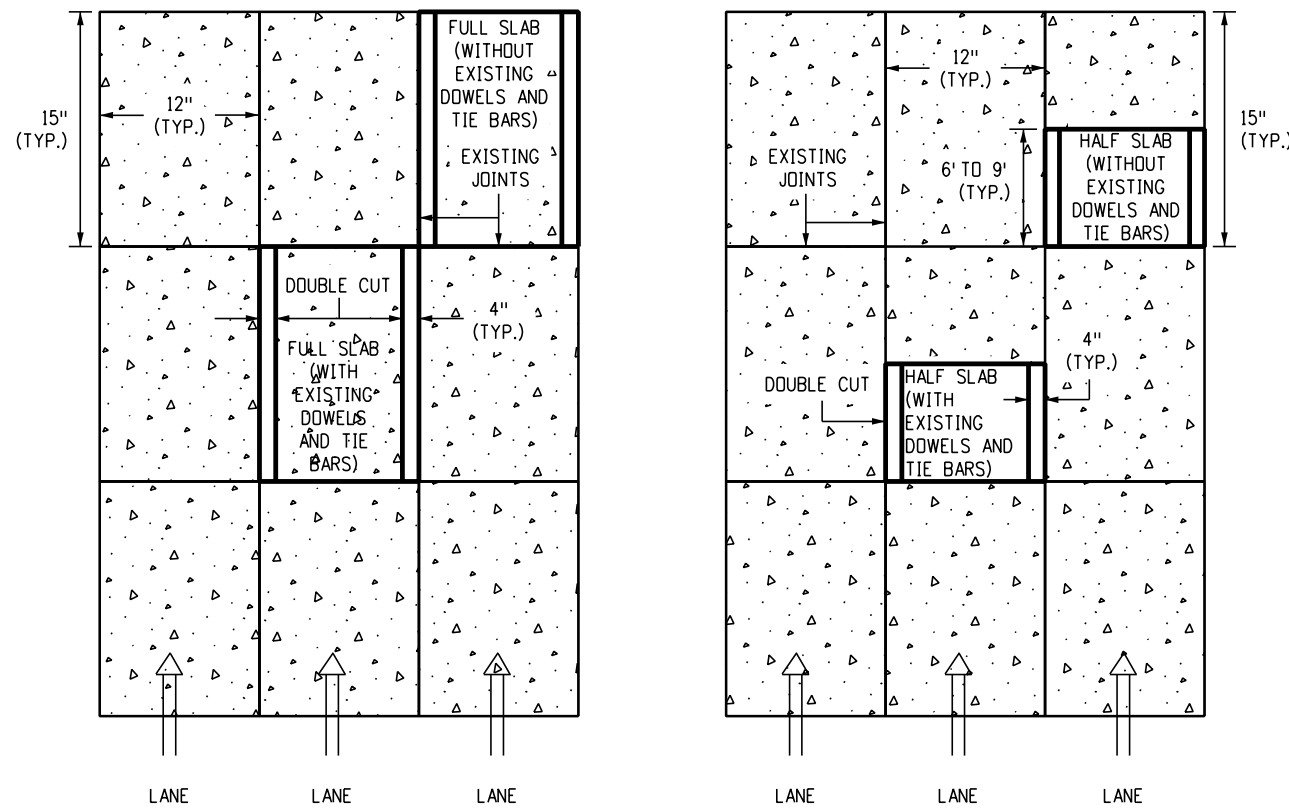 FULL SLAB
(WITHOUT
EXISTING
DOWELS AND
TIE BARS)
15"
(TYP.)
12"
(TYP.)
EXISTING
JOINTS
DOUBLE CUT
4"
(TYP.)
FULL SLAB
(WITH
EXISTING
DOWELS
AND TIE
BARS)
LANE
LANE
LANE
12"
(TYP.)
15"
(TYP.)
HALF SLAB
(WITHOUT
EXISTING
DOWELS AND
TIE BARS)
EXISTING
JOINTS
6' TO 9'
(TYP.)
4"
(TYP.)
DOUBLE CUT
HALF SLAB
(WITH
EXISTING
DOWELS AND
TIE BARS)
LANE
LANE
LANE